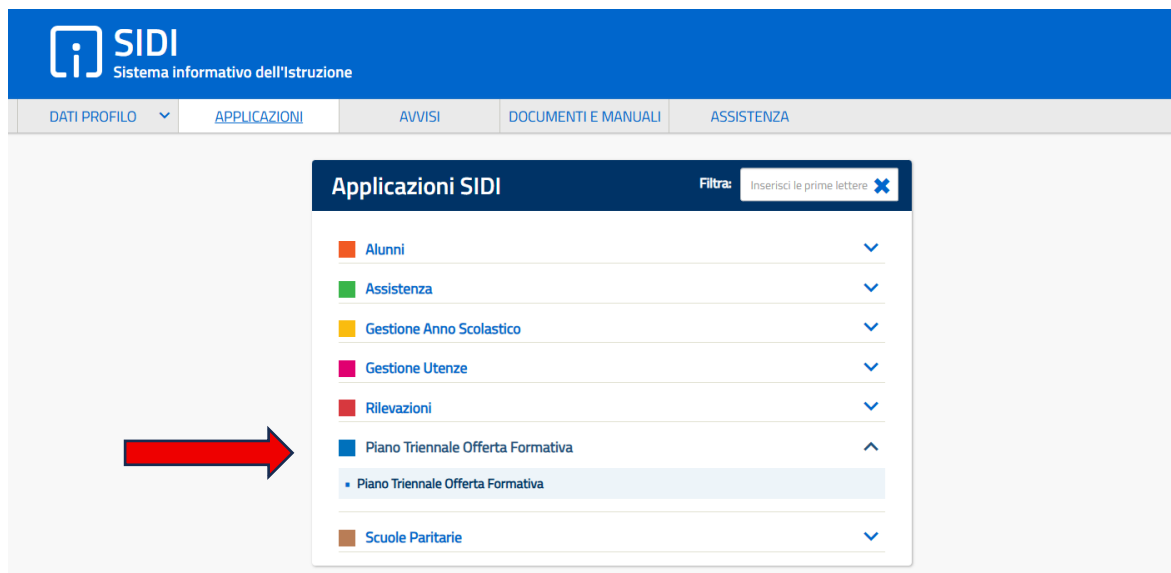 SIDI
Sistema informativo dell'Istruzione
DATI PROFILO APPLICAZIONI AVVISI DOCUMENTI E MANUALI ASSISTENZA
Applicazioni SIDI Filtra: Inserisci le prime lettere
Alunni
Assistenza
Gestione Anno Scolastico
Gestione Utenze
Rilevazioni
Piano Triennale Offerta Formativa
Piano Triennale Offerta Formativa
Scuole Paritarie